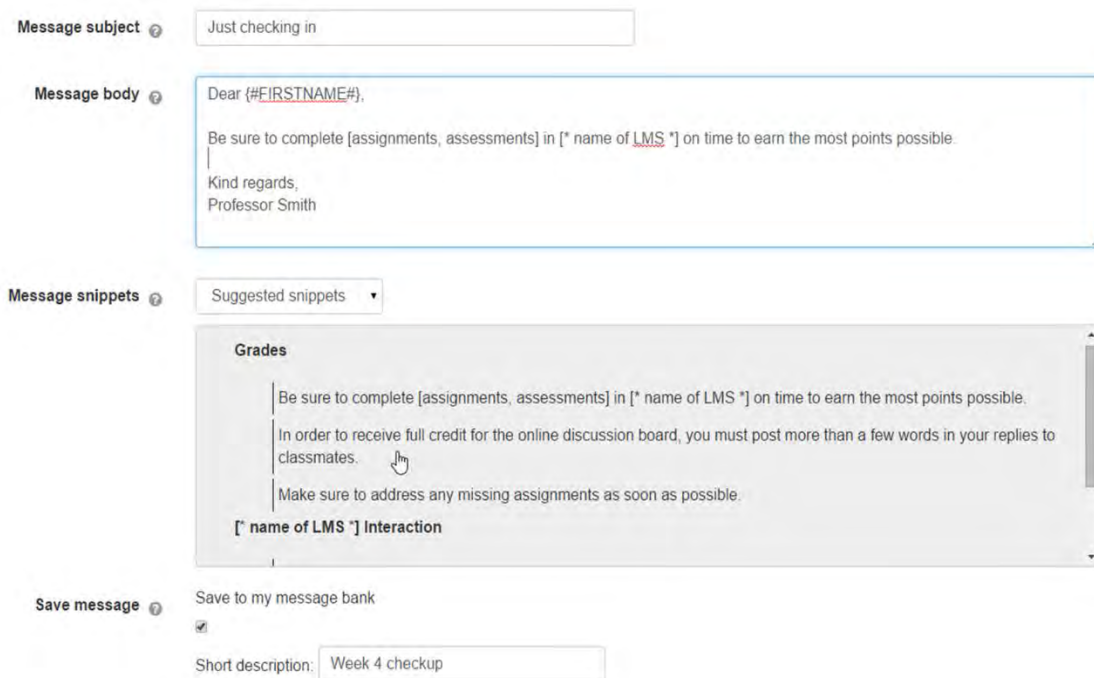 Message subject
Just checking in
Message body
Dear {#FIRSTNAME#},
Be sure to complete [assignments, assessments] in [* name of LMS *] on time to earn the most points possible.
Kind regards,
Professor Smith
Message snippets
Suggested snippets
Grades
Be sure to complete [assignments, assessments] in [* name of LMS *] on time to earn the most points possible.
In order to receive full credit for the online discussion board, you must post more than a few words in your replies to
classmates.
Make sure to address any missing assignments as soon as possible.
[* name of LMS *] Interaction
Save message
Save to my message bank
Short description:
Week 4 checkup